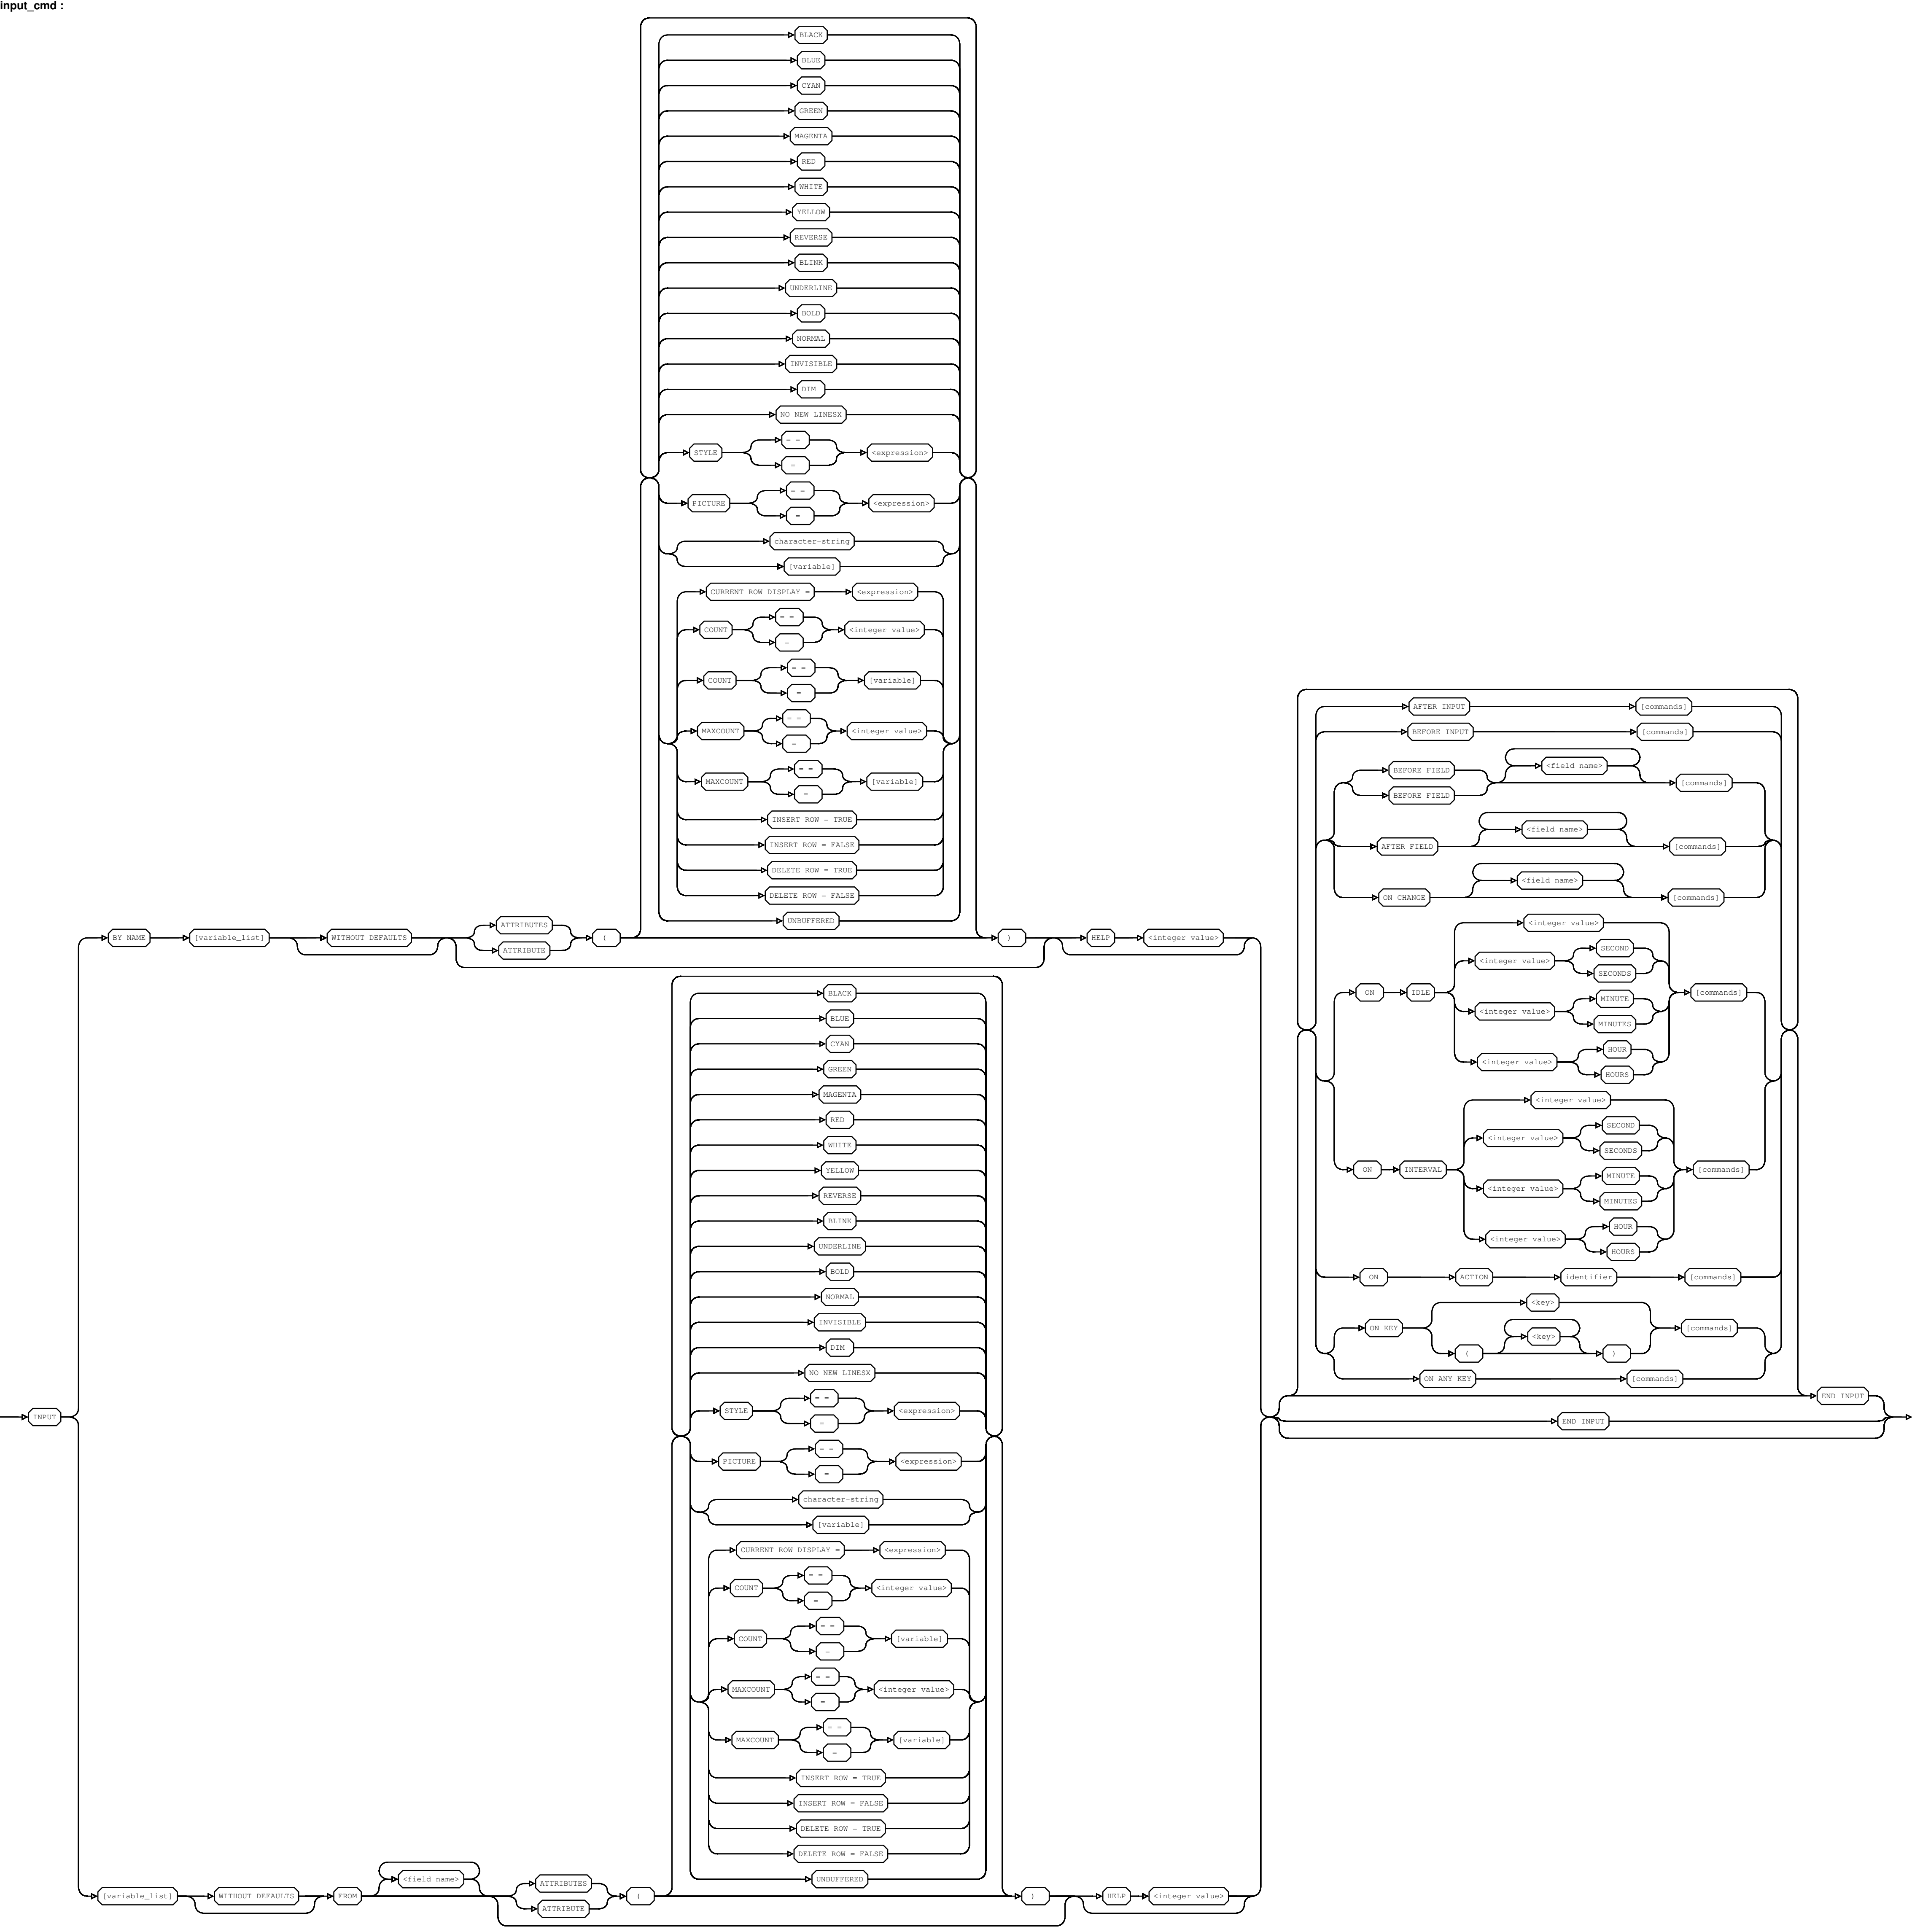 input_cmd :
BLACK
BLUE
CYAN
GREEN
MAGENTA
RED
WHITE
YELLOW
REVERSE
BLINK
UNDERLINE
BOLD
NORMAL
INVISIBLE
DIM
NO NEW LINESX
= =
STYLE <expression>
=
= =
PICTURE <expression>
=
character-string
[variable]
CURRENT ROW DISPLAY = <expression>
= =
COUNT <integer value>
=
= =
COUNT [variable]
=
= =
MAXCOUNT <integer value>
=
= =
MAXCOUNT [variable]
=
INSERT ROW = TRUE
INSERT ROW = FALSE
DELETE ROW = TRUE
DELETE ROW = FALSE
UNBUFFERED
ATTRIBUTES
BY NAME [variable_list] WITHOUT DEFAULTS ( ) HELP <integer value>
ATTRIBUTE
AFTER INPUT [commands]
BEFORE INPUT [commands]
<field name>
BEFORE FIELD
[commands]
BEFORE FIELD
<field name>
AFTER FIELD [commands]
<field name>
ON CHANGE [commands]
<integer value>
SECOND
<integer value>
SECONDS
ON IDLE [commands]
MINUTE
<integer value>
MINUTES
HOUR
<integer value>
HOURS
<integer value>
SECOND
<integer value>
SECONDS
ON INTERVAL [commands]
MINUTE
<integer value>
MINUTES
HOUR
<integer value>
HOURS
ON ACTION identifier [commands]
<key>
ON KEY [commands]
<key>
( )
ON ANY KEY [commands]
END INPUT
INPUT
END INPUT
BLACK
BLUE
CYAN
GREEN
MAGENTA
RED
WHITE
YELLOW
REVERSE
BLINK
UNDERLINE
BOLD
NORMAL
INVISIBLE
DIM
NO NEW LINESX
= =
STYLE <expression>
=
= =
PICTURE <expression>
=
character-string
[variable]
CURRENT ROW DISPLAY = <expression>
= =
COUNT <integer value>
=
= =
COUNT [variable]
=
= =
MAXCOUNT <integer value>
=
= =
MAXCOUNT [variable]
=
INSERT ROW = TRUE
INSERT ROW = FALSE
DELETE ROW = TRUE
DELETE ROW = FALSE
UNBUFFERED
<field name>
ATTRIBUTES
[variable_list] WITHOUT DEFAULTS FROM ( ) HELP <integer value>
ATTRIBUTE